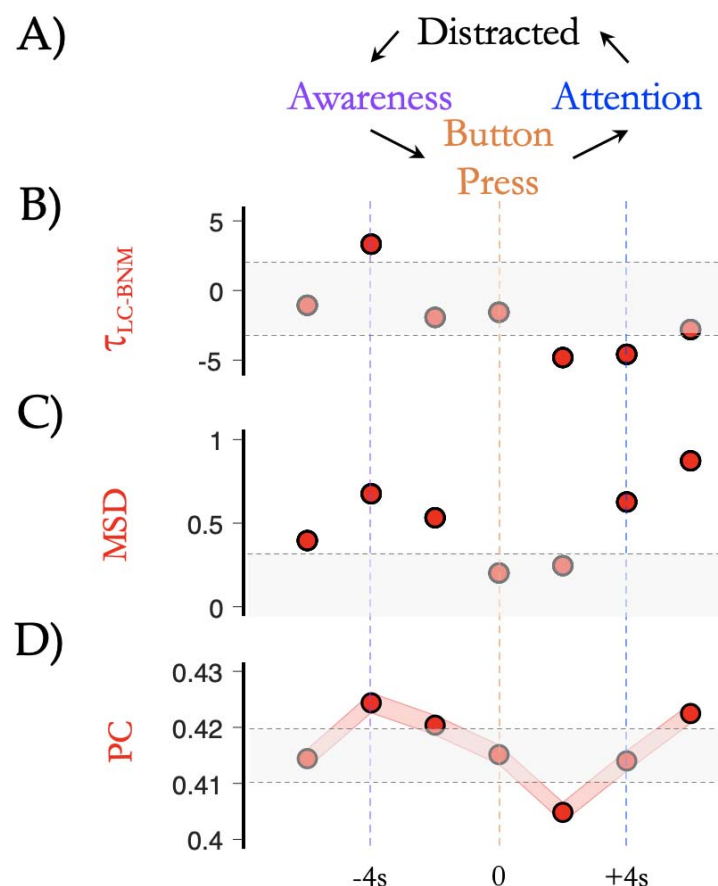 A)
Distracted
Awareness
Attention
Button
Press
B)
τLC-BNM
5
0
-5
C)
MSD
1
0.5
0
D)
PC
0.43
0.42
0.41
0.4
-4s
0
+4s